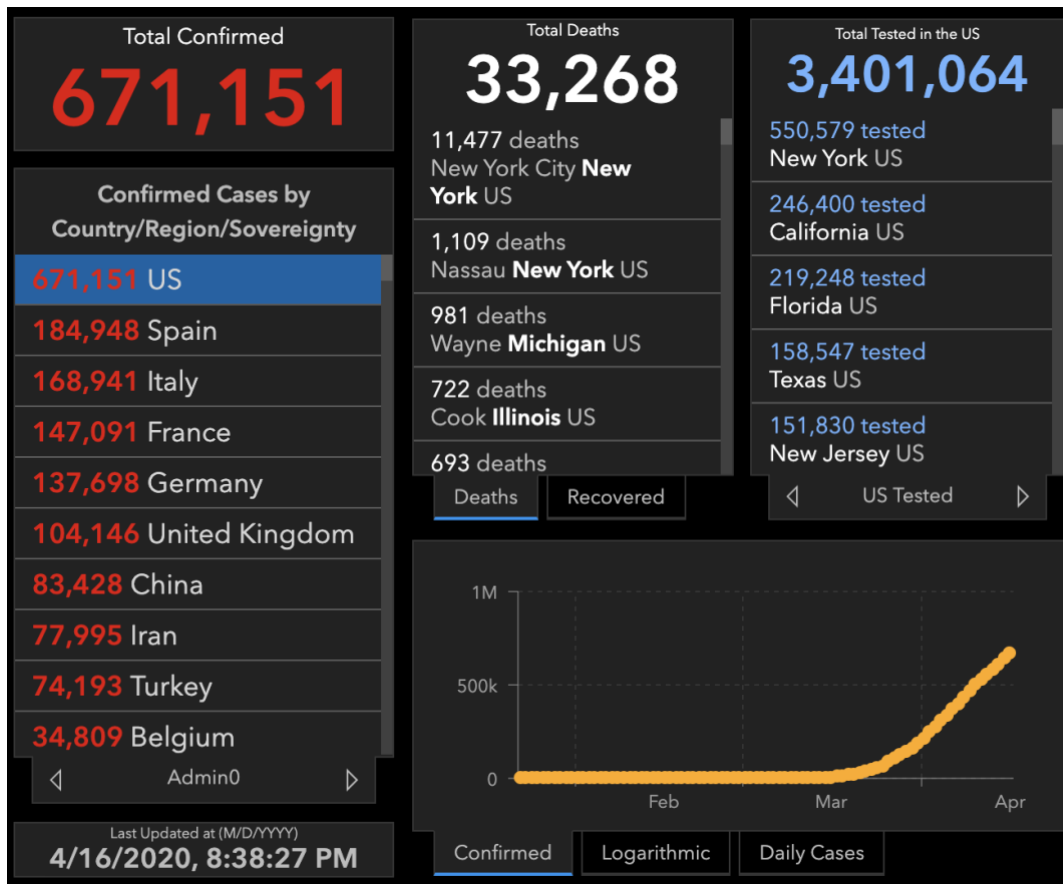 Total Confirmed
671,151
Confirmed Cases by
Country/Region/Sovereignty
671,151 US
184,948 Spain
168,941 Italy
147,091 France
137,698 Germany
104,146 United Kingdom
83,428 China
77,995 Iran
74,193 Turkey
34,809 Belgium
Admin0
Last Updated at (M/D/YYYY)
4/16/2020, 8:38:27 PM
Total Deaths
33,268
11,477 deaths
New York City New
York US
1,109 deaths
Nassau New York US
981 deaths
Wayne Michigan US
722 deaths
Cook Illinois US
693 deaths
Deaths
Recovered
Total Tested in the US
3,401,064
550,579 tested
New York US
246,400 tested
California US
219,248 tested
Florida US
158,547 tested
Texas US
151,830 tested
New Jersey US
US Tested
1M
500k
0
Feb
Mar
Apr
Confirmed
Logarithmic
Daily Cases